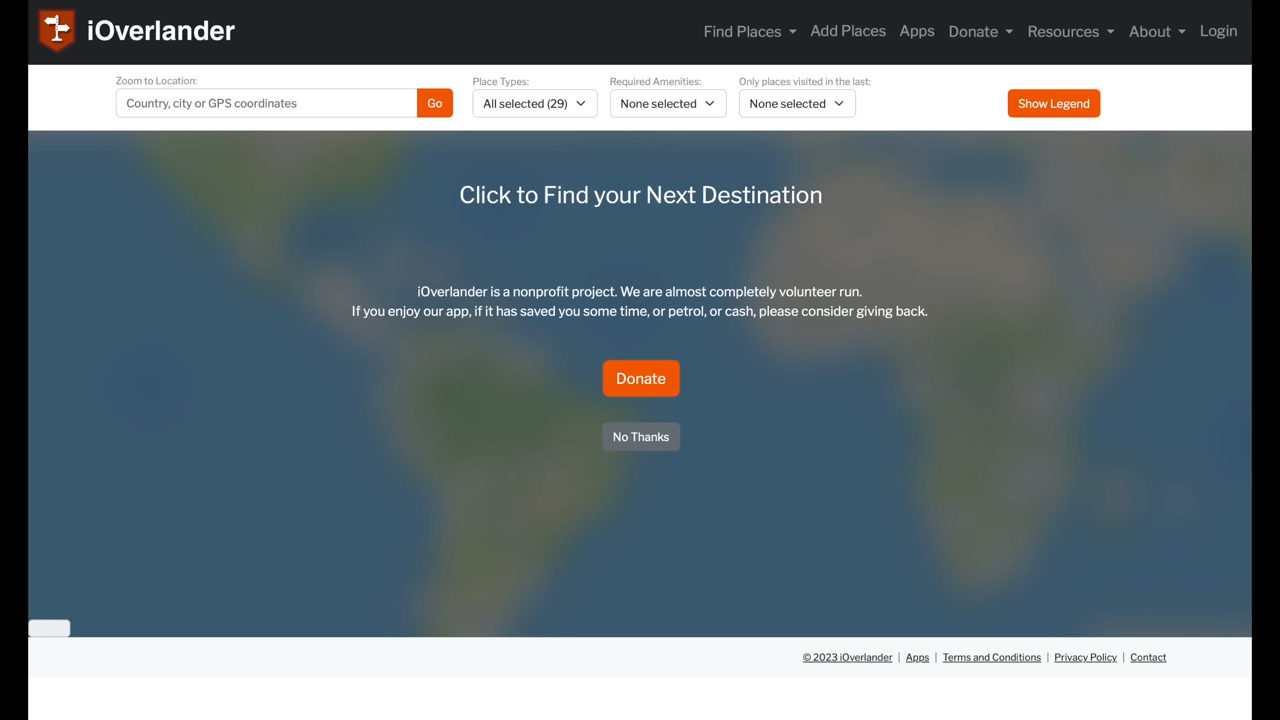 iOverlander
Find Places
Add Places
Apps
Donate
Resources
About
Login
Zoom to Location:
Country, city or GPS coordinates
Go
Place Types:
All selected (29)
Required Amenities:
None selected
Only places visited in the last:
None selected
Show Legend
Click to Find your Next Destination
iOverlander is a nonprofit project. We are almost completely volunteer run.
If you enjoy our app, if it has saved you some time, or petrol, or cash, please consider giving back.
Donate
No Thanks
© 2023 iOverlander | Apps | Terms and Conditions | Privacy Policy | Contact